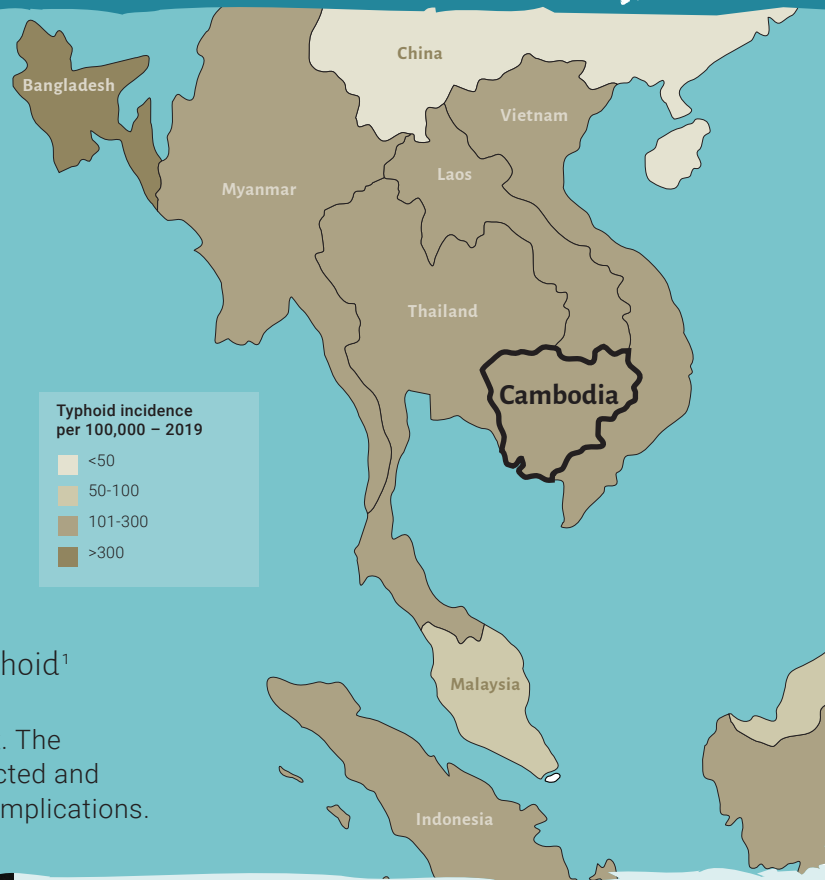 China
Bangladesh
Vietnam
Laos
Myanmar
Thailand
Cambodia
Typhoid incidence
per 100,000 – 2019
<50
50-100
101-300
>300
hoid1
Malaysia
. The
cted and
mplications.
Indonesia